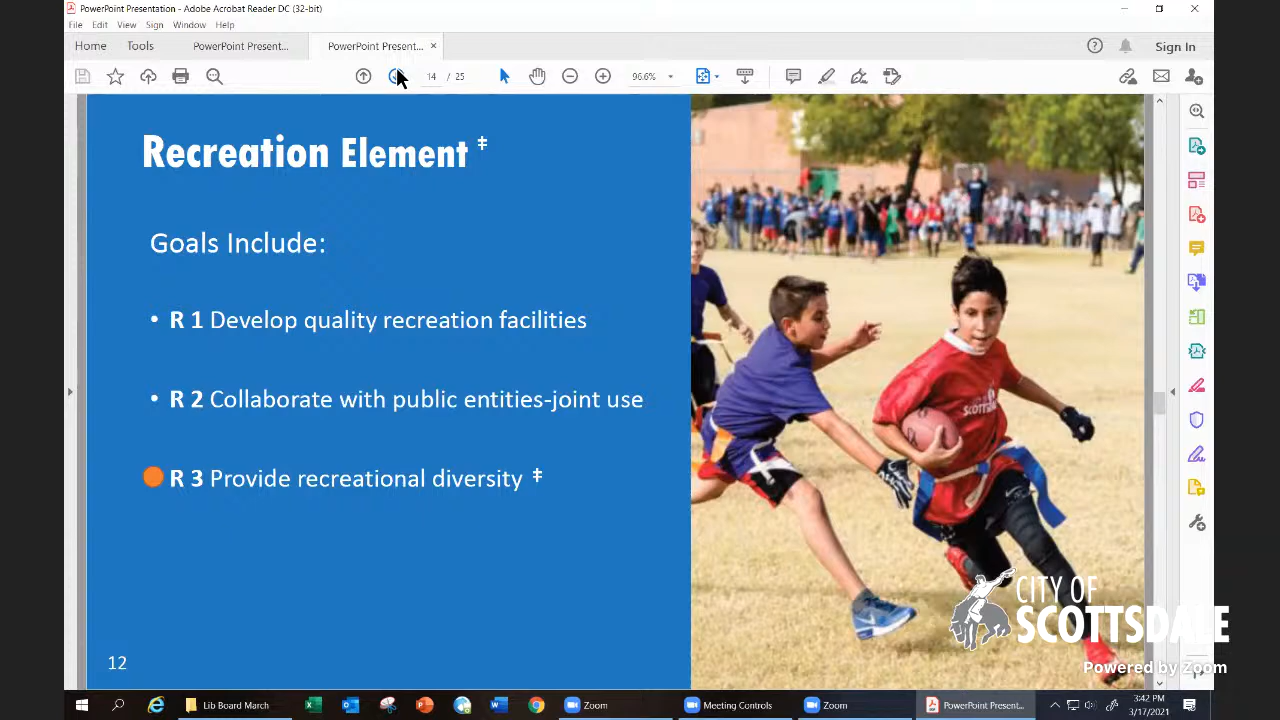 PowerPoint Presentation - Adobe Acrobat Reader DC (32-bit)
File Edit View Sign Window Help
Home Tools PowerPoint Present... PowerPoint Present... × Sign In
14 / 25 96.6%
Recreation Element ‡
Goals Include:
• R 1 Develop quality recreation facilities
• R 2 Collaborate with public entities-joint use
R 3 Provide recreational diversity ‡
12
SCOTTSDALE
CITY OF
SCOTTSDALE
Powered by Zoom
Lib Board March Zoom Meeting Controls Zoom PowerPoint Present... 3:42 PM
3/17/2021